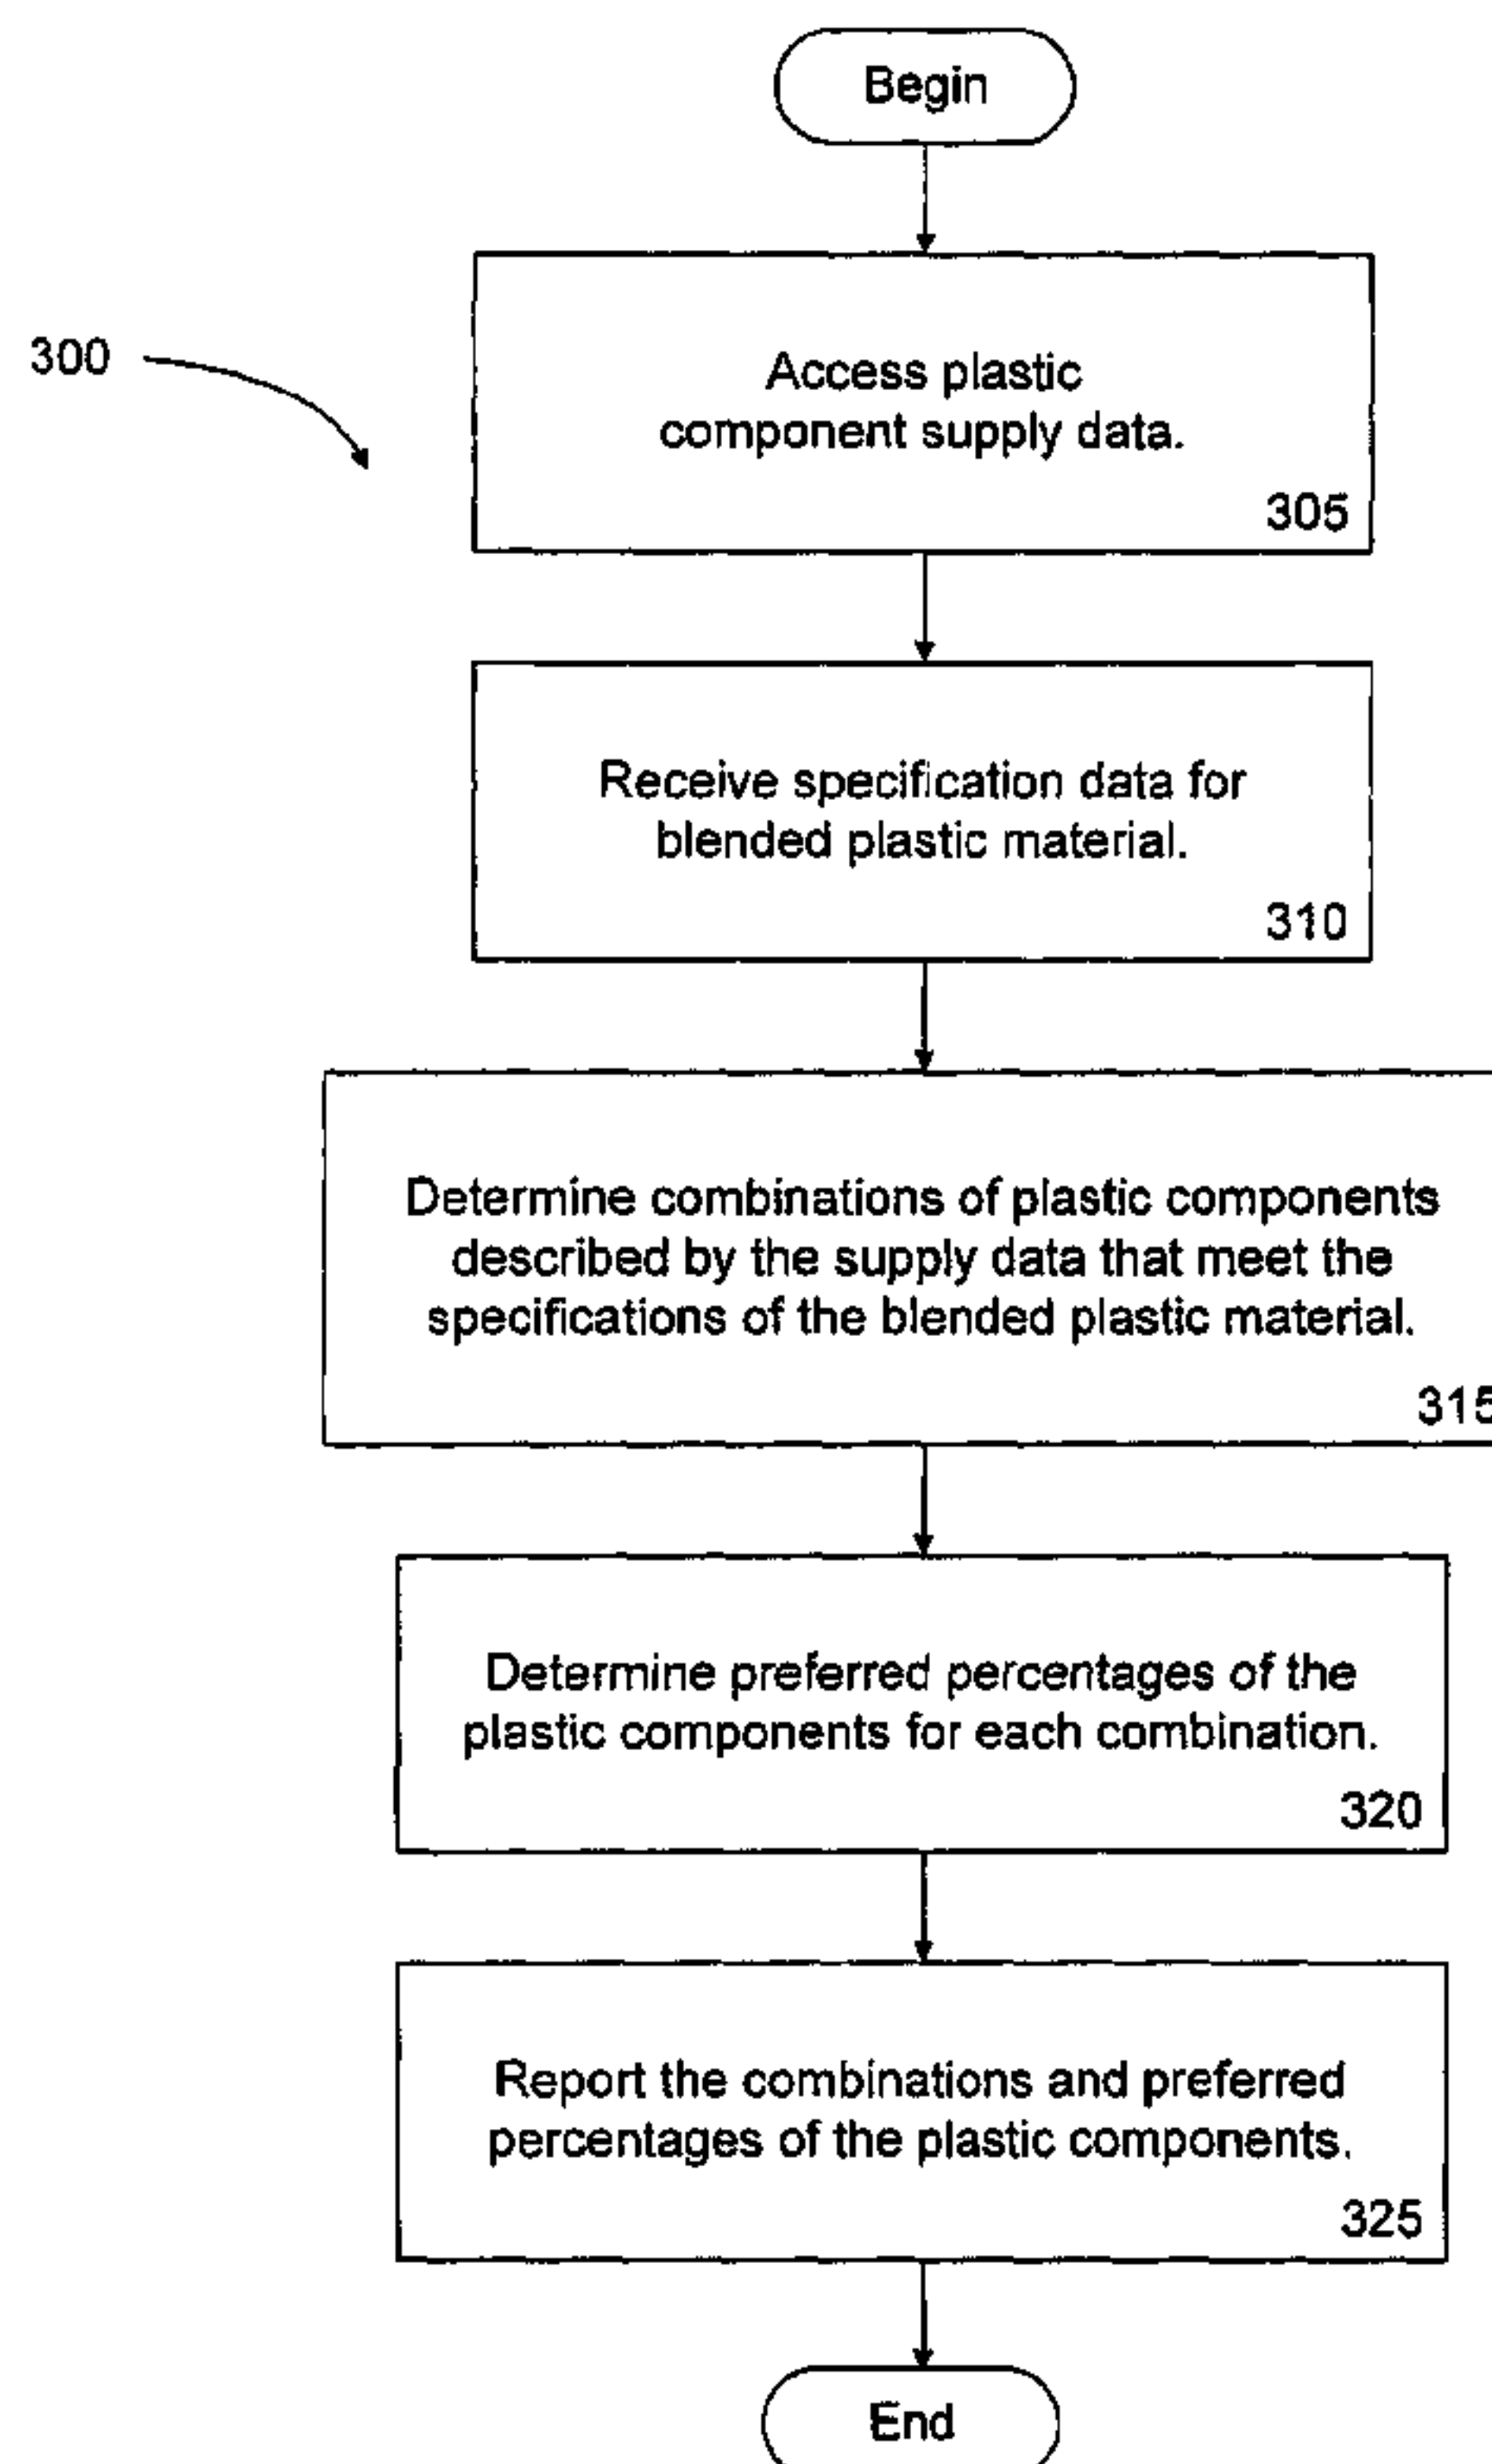 Begin
300
Access plastic
component supply data.
305
Receive specification data for
blended plastic material.
310
Determine combinations of plastic components
described by the supply data that meet the
specifications of the blended plastic material.
315
Determine preferred percentages of the
plastic components for each combination.
320
Report the combinations and preferred
percentages of the plastic components.
325
End